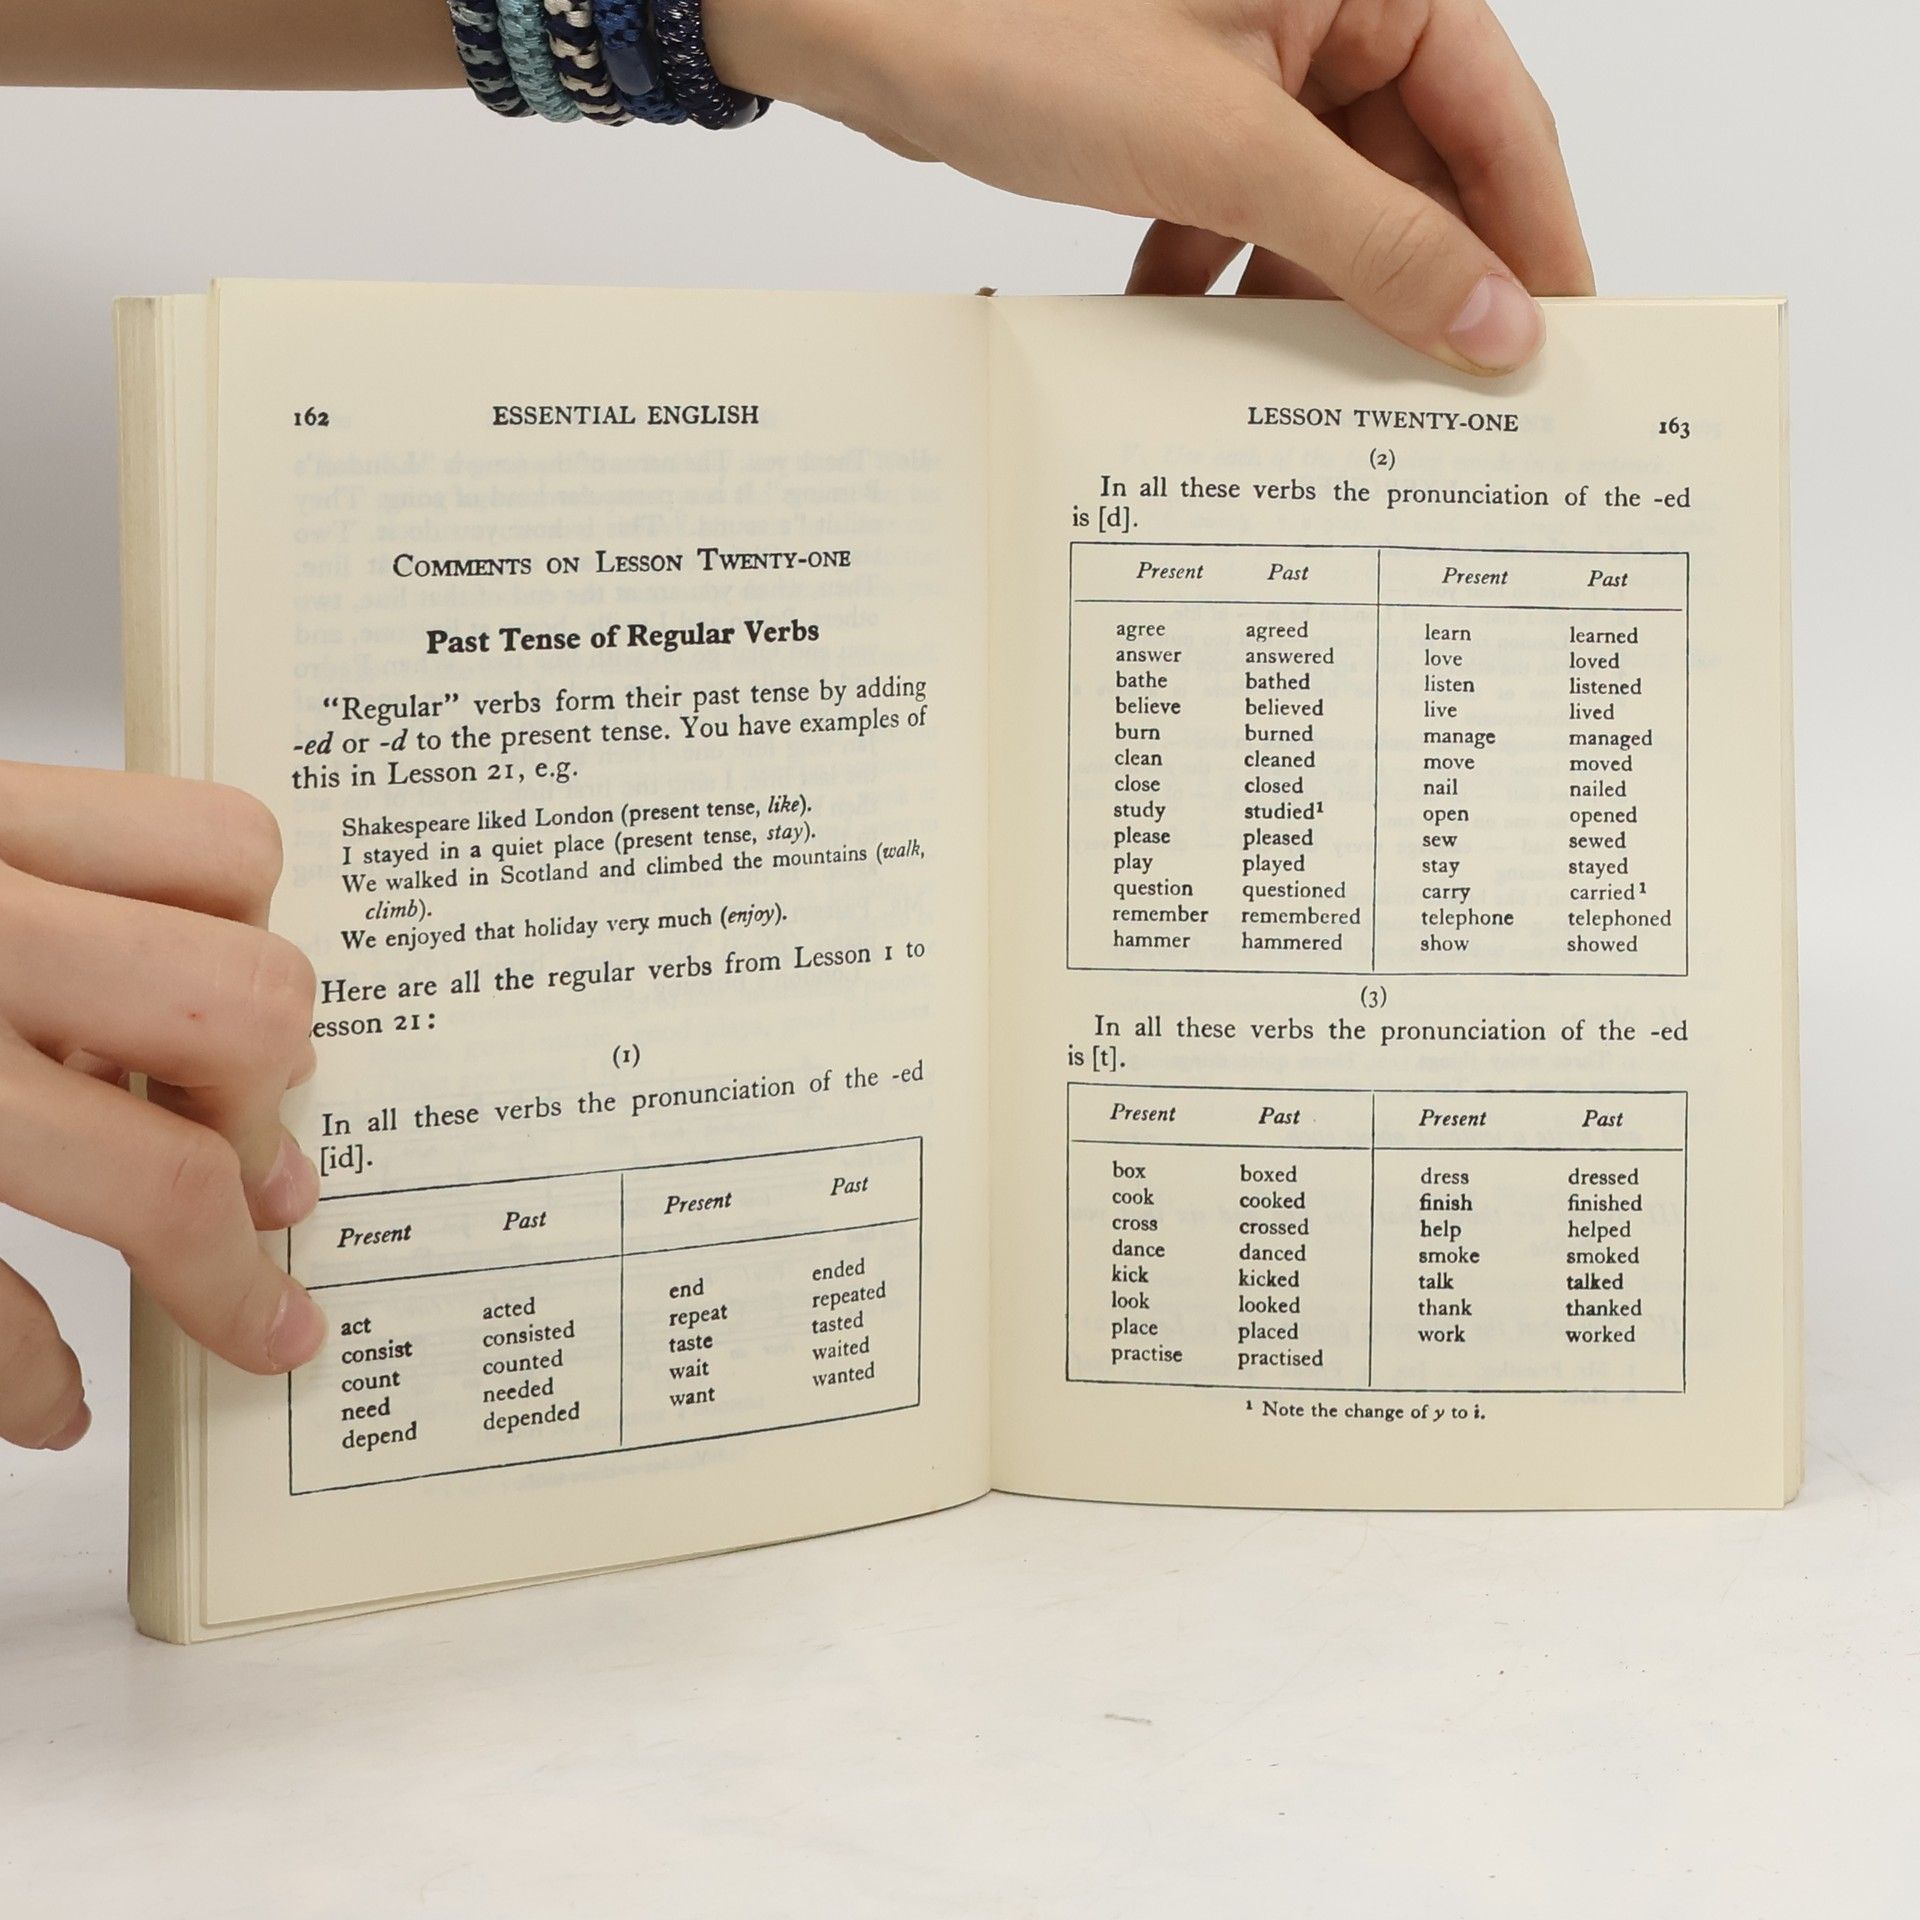 162 ESSENTIAL ENGLISH
COMMENTS ON LESSON TWENTY-ONE
Past Tense of Regular Verbs
“Regular” verbs form their past tense by adding
-ed or -d to the present tense. You have examples of
this in Lesson 21, e.g.
Shakespeare liked London (present tense, like).
I stayed in a quiet place (present tense, stay).
We walked in Scotland and climbed the mountains (walk,
climb).
We enjoyed that holiday very much (enjoy).
Here are all the regular verbs from Lesson 1 to
esson 21:
(1)
In all these verbs the pronunciation of the -ed
[id].
Present Past Present Past
act acted end ended
consist consisted repeat repeated
count counted taste tasted
need needed wait waited
depend depended want wanted
LESSON TWENTY-ONE 163
(2)
In all these verbs the pronunciation of the -ed
is [d].
Present Past Present Past
agree agreed learn learned
answer answered love loved
bathe bathed listen listened
believe believed live lived
burn burned manage managed
clean cleaned move moved
close closed nail nailed
study studied¹ open opened
please pleased sew sewed
play played stay stayed
question questioned carry carried¹
remember remembered telephone telephoned
hammer hammered show showed
(3)
In all these verbs the pronunciation of the -ed
is [t].
Present Past Present Past
box boxed dress dressed
cook cooked finish finished
cross crossed help helped
dance danced smoke smoked
kick kicked talk talked
look looked thank thanked
place placed work worked
practise practised
¹ Note the change of y to i.